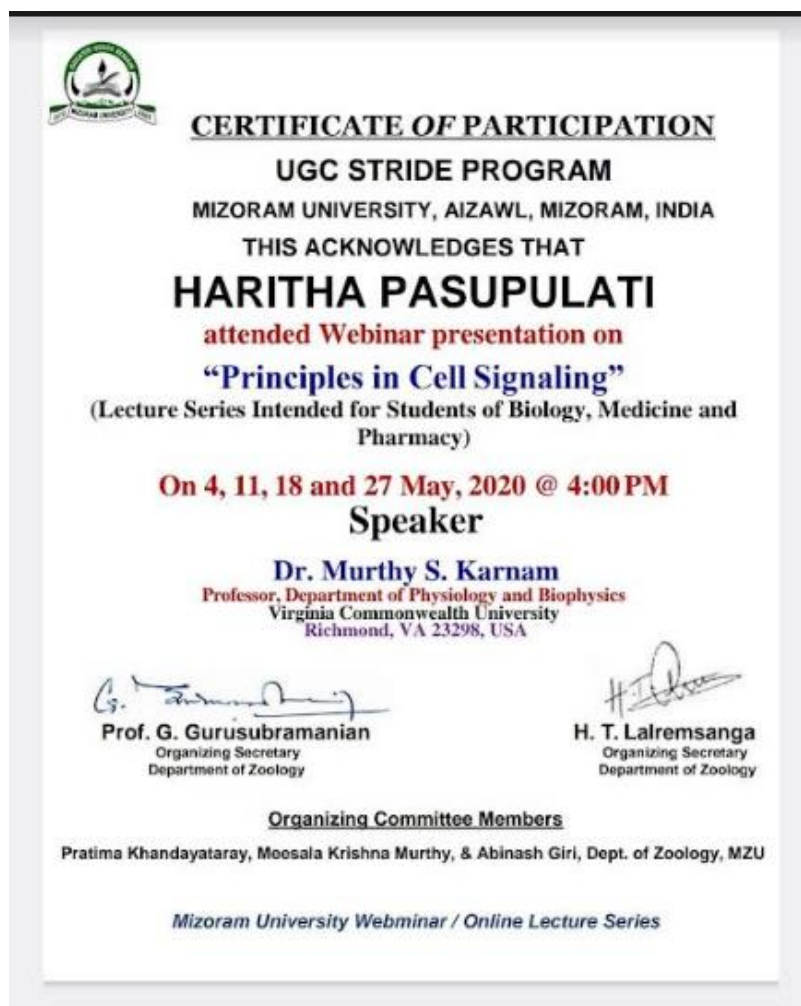 MIZORAM UNIVERSITY
CERTIFICATE OF PARTICIPATION
UGC STRIDE PROGRAM
MIZORAM UNIVERSITY, AIZAWL, MIZORAM, INDIA
THIS ACKNOWLEDGES THAT
HARITHA PASUPULATI
attended Webinar presentation on
“Principles in Cell Signaling”
(Lecture Series Intended for Students of Biology, Medicine and
Pharmacy)
On 4, 11, 18 and 27 May, 2020 @ 4:00 PM
Speaker
Dr. Murthy S. Karnam
Professor, Department of Physiology and Biophysics
Virginia Commonwealth University
Richmond, VA 23298, USA
Prof. G. Gurusubramanian
Organizing Secretary
Department of Zoology
H. T. Lalremsanga
Organizing Secretary
Department of Zoology
Organizing Committee Members
Pratima Khandayataray, Meesala Krishna Murthy, & Abinash Giri, Dept. of Zoology, MZU
Mizoram University Webminar / Online Lecture Series